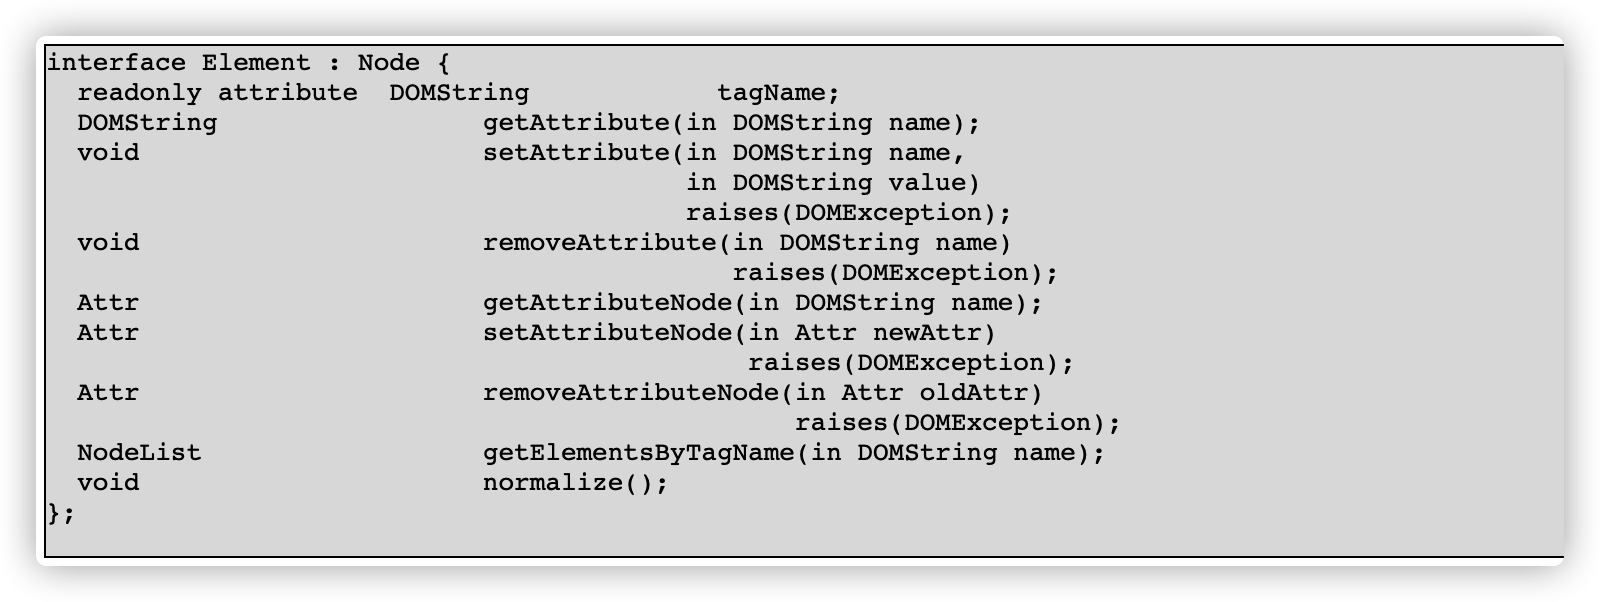 interface Element : Node {
  readonly attribute  DOMString            tagName;
  DOMString                 getAttribute(in DOMString name);
  void                      setAttribute(in DOMString name,
                                         in DOMString value)
                                         raises(DOMException);
  void                      removeAttribute(in DOMString name)
                                            raises(DOMException);
  Attr                      getAttributeNode(in DOMString name);
  Attr                      setAttributeNode(in Attr newAttr)
                                             raises(DOMException);
  Attr                      removeAttributeNode(in Attr oldAttr)
                                                raises(DOMException);
  NodeList                  getElementsByTagName(in DOMString name);
  void                      normalize();
};